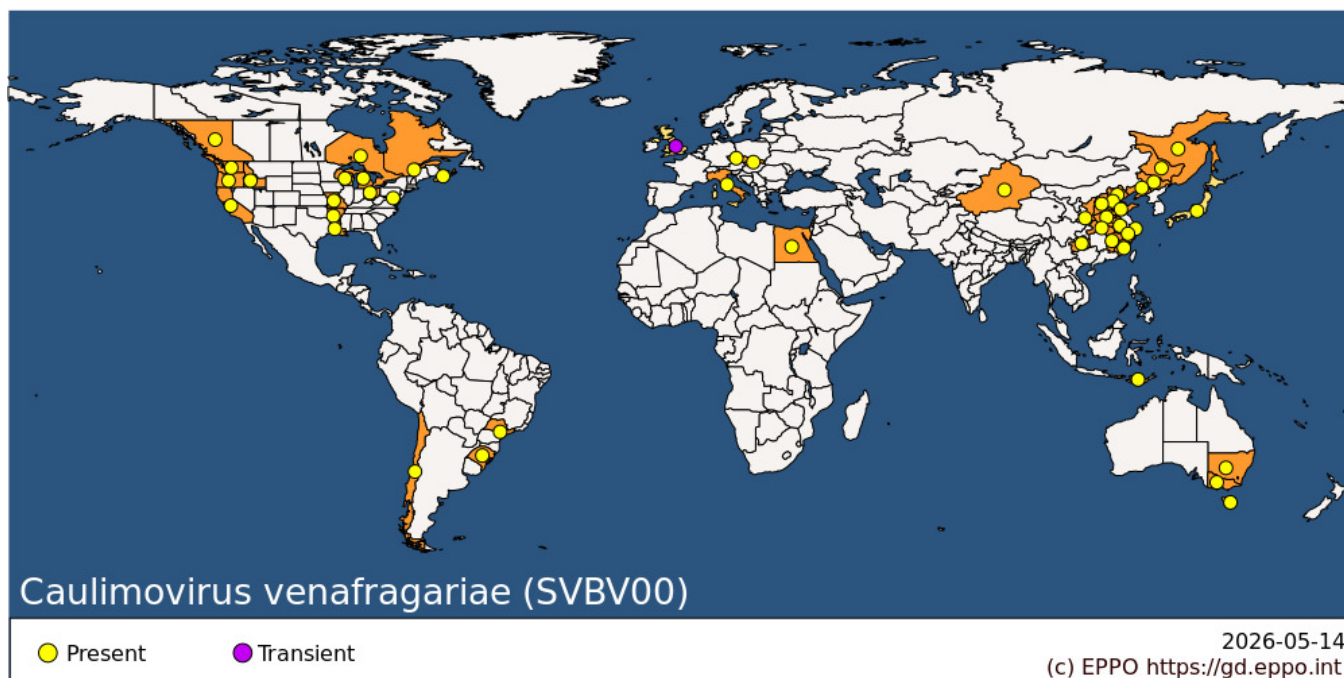 Caulimovirus venafragariae (SVBV00)
Present
Transient
2026-05-14
(c) EPPO https://gd.eppo.int